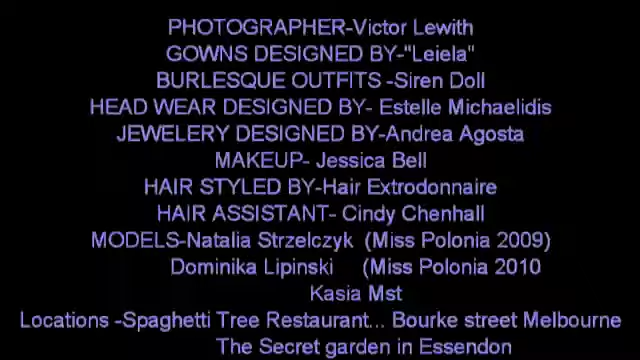 PHOTOGRAPHER-Victor Lewith
GOWNS DESIGNED BY-"Leiela"
BURLESQUE OUTFITS -Siren Doll
HEAD WEAR DESIGNED BY- Estelle Michaelidis
JEWELERY DESIGNED BY-Andrea Agosta
MAKEUP- Jessica Bell
HAIR STYLED BY-Hair Extrodonnaire
HAIR ASSISTANT- Cindy Chenhall
MODELS-Natalia Strzelczyk (Miss Polonia 2009)
Dominika Lipinski (Miss Polonia 2010
Kasia Mst
Locations -Spaghetti Tree Restaurant... Bourke street Melbourne
The Secret garden in Essendon